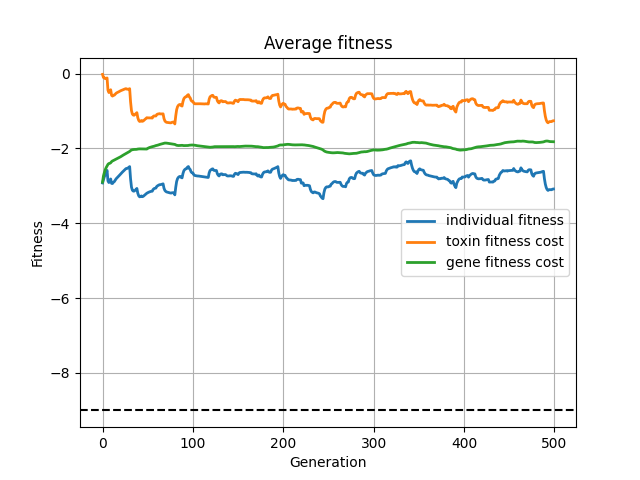 Average fitness
Fitness
0
−2
−4
−6
−8
individual fitness
toxin fitness cost
gene fitness cost
0
100
200
300
400
500
Generation